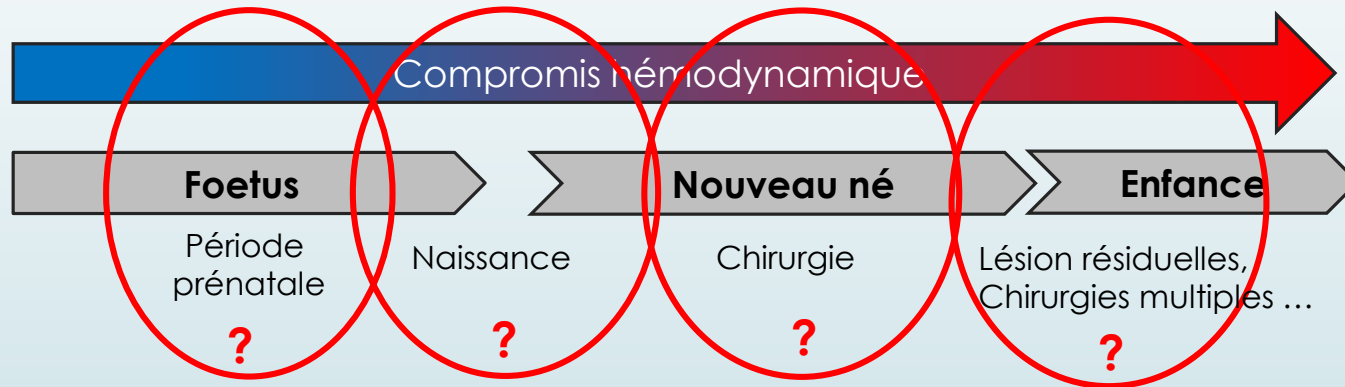 Compromis hémodynamique
Foetus
Nouveau né
Enfance
Période
prénatale
Naissance
Chirurgie
Lésion résiduelles,
Chirurgies multiples ...
?
?
?
?